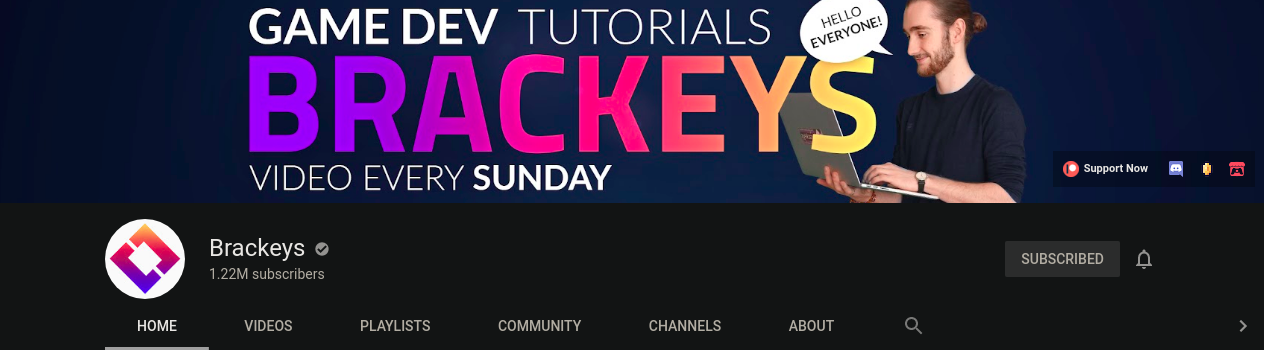 GAME DEV TUTORIALS
HELLO
EVERYONE!
BRACKEYS
VIDEO EVERY SUNDAY
Support Now
Brackeys
1.22M subscribers
SUBSCRIBED
HOME VIDEOS PLAYLISTS COMMUNITY CHANNELS ABOUT